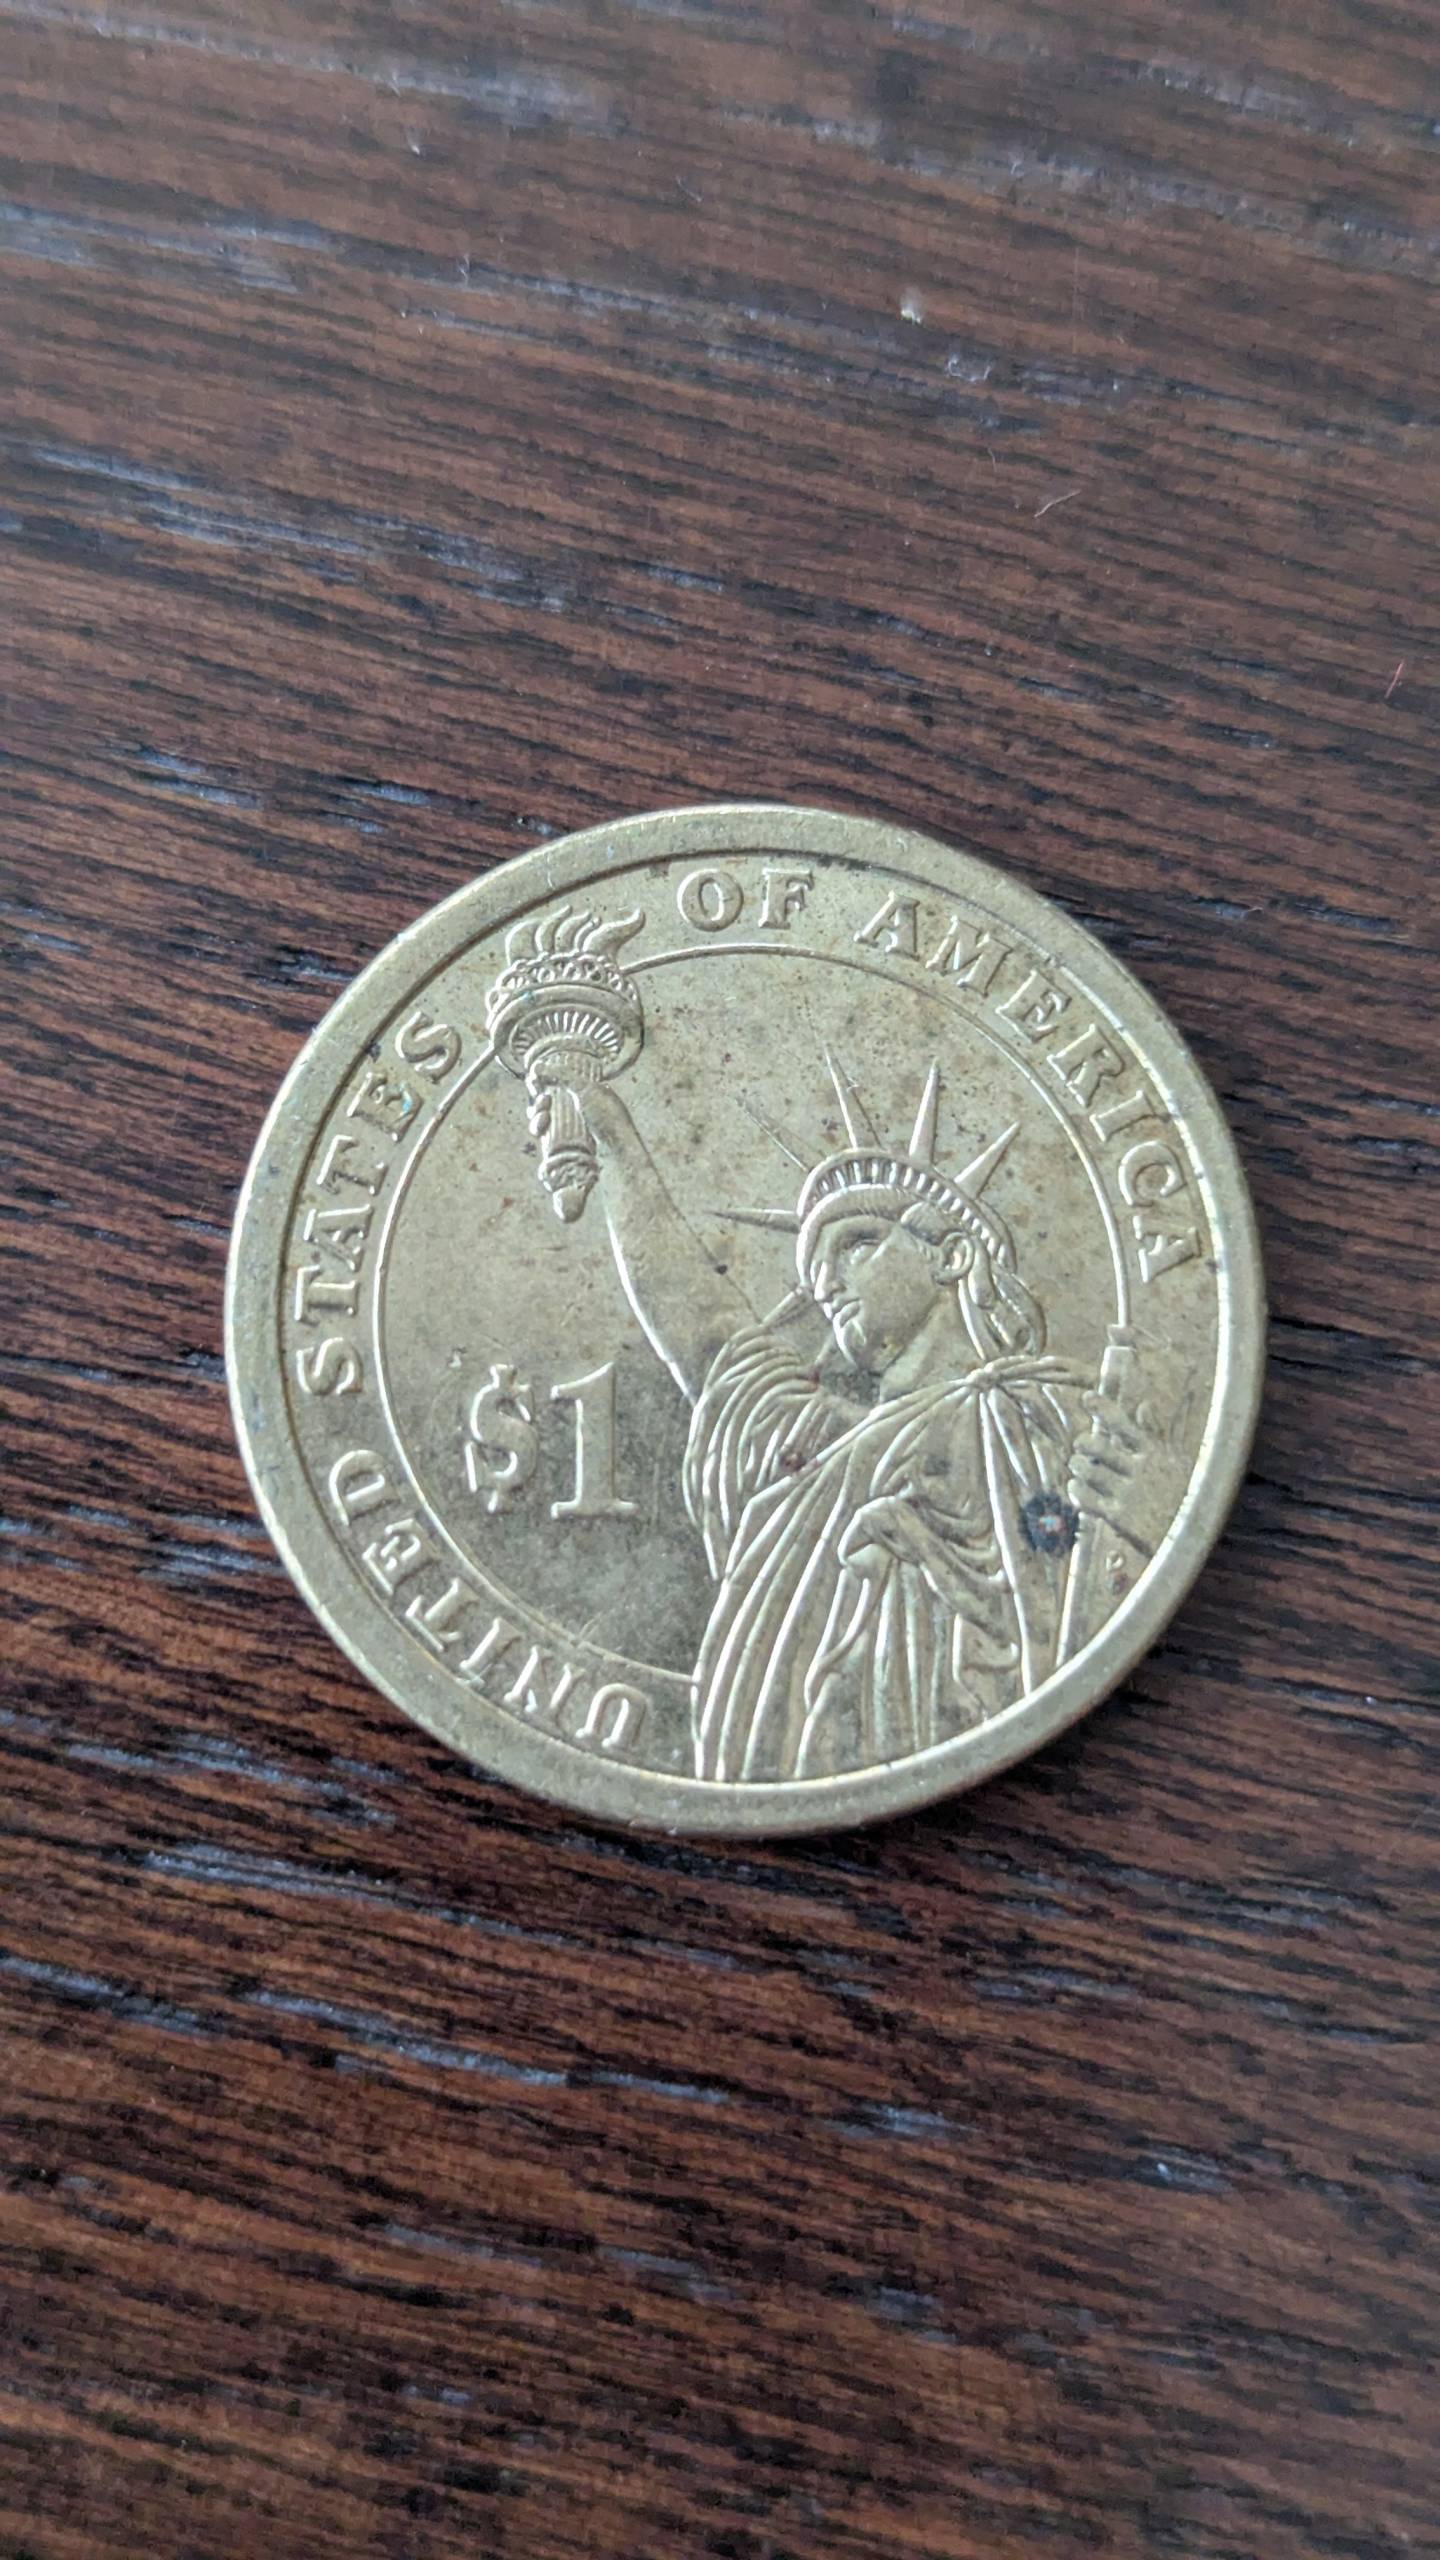 UNITED STATES OF AMERICA
$1